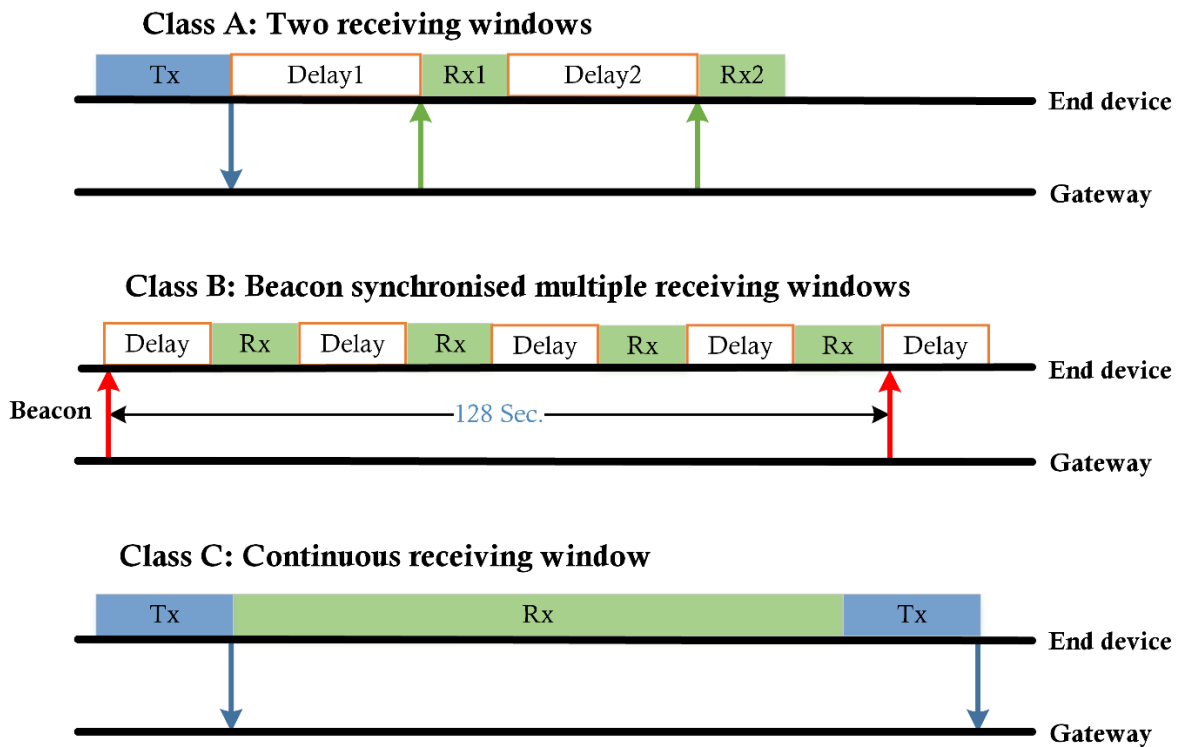 Class A: Two receiving windows
Tx Delay1 Rx1 Delay2 Rx2
End device
Gateway
Class B: Beacon synchronised multiple receiving windows
Delay Rx Delay Rx Delay Rx Delay Rx Delay
End device
Beacon 128 Sec.
Gateway
Class C: Continuous receiving window
Tx Rx Tx
End device
Gateway